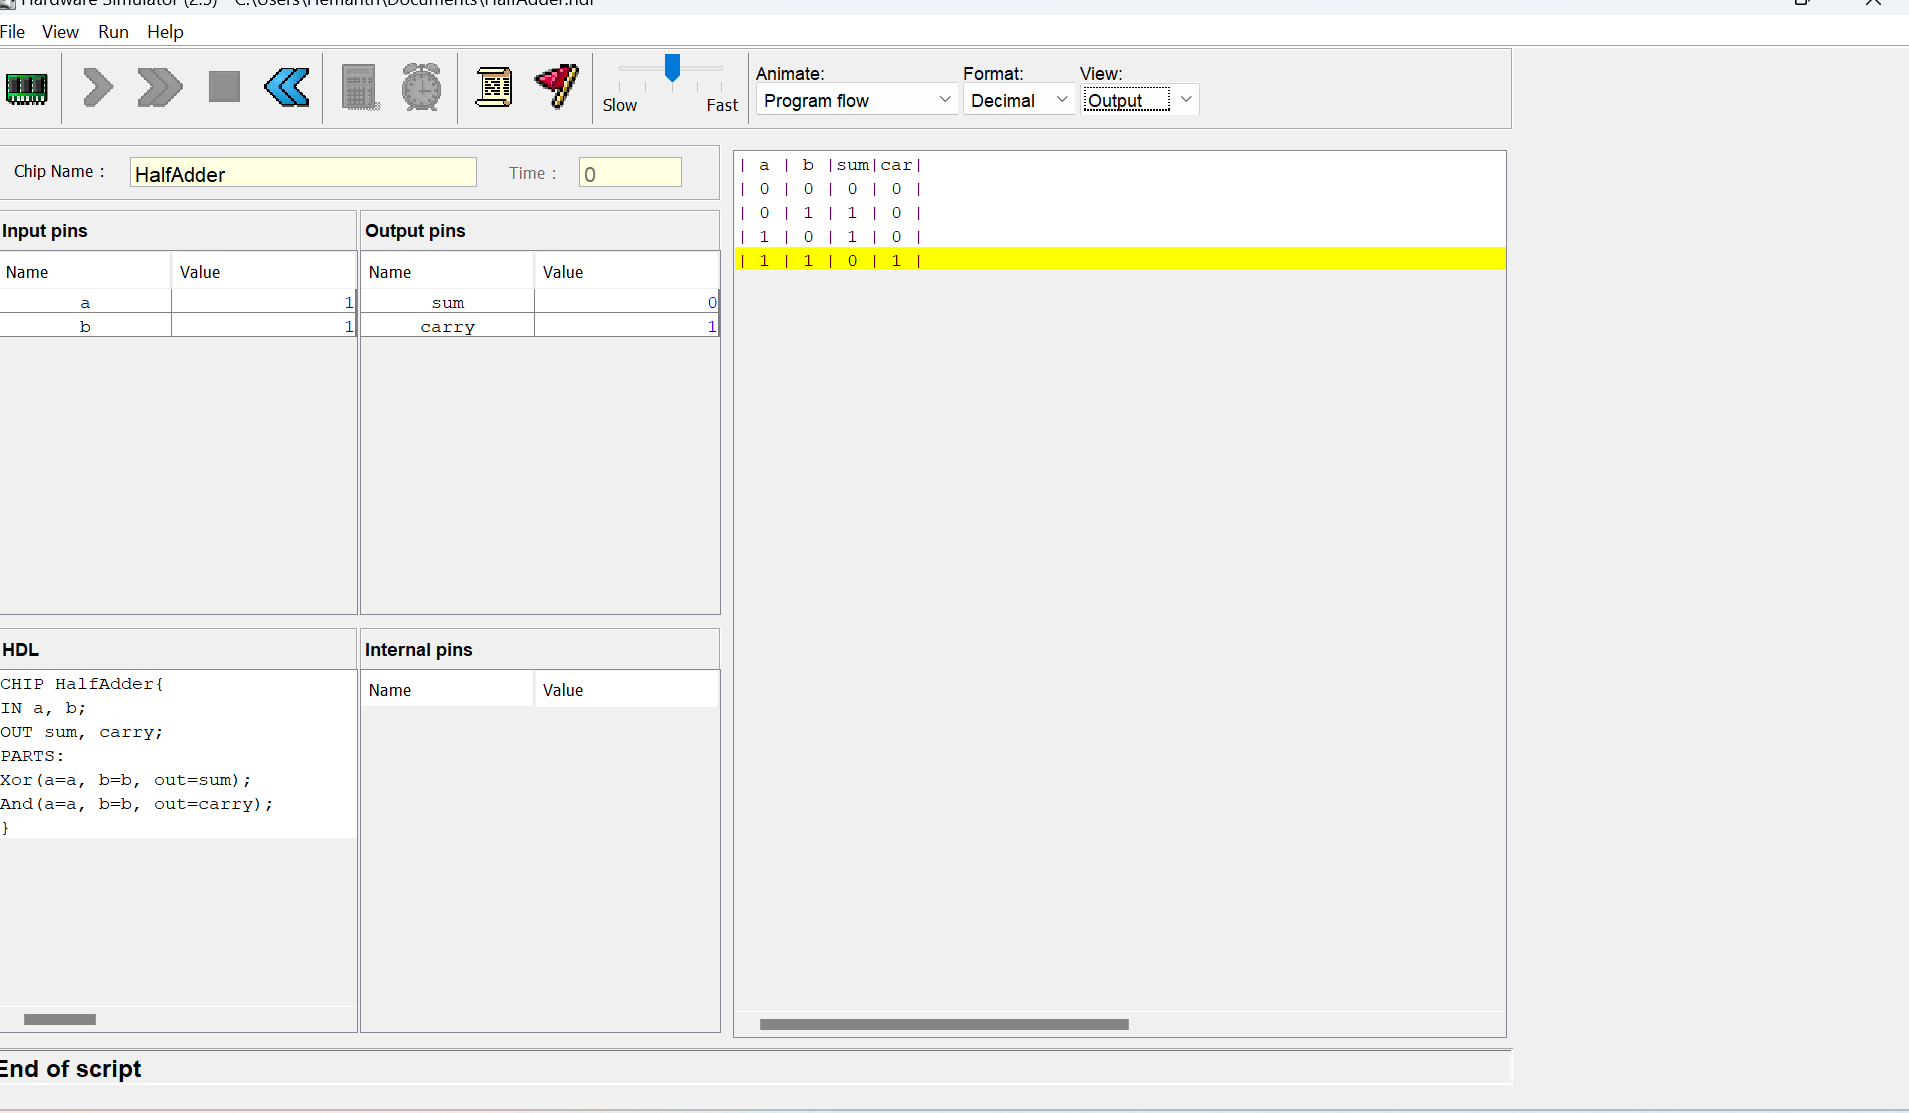 Hardware Simulator (2.5) - C:\Users\Hemanth\Documents\HalfAdder.hdl
File View Run Help
Slow Fast
Animate: Format: View:
Program flow Decimal Output
Chip Name : HalfAdder Time : 0
Input pins
Name Value
a 1
b 1
Output pins
Name Value
sum 0
carry 1
| a | b |sum|car|
| 0 | 0 | 0 | 0 |
| 0 | 1 | 1 | 0 |
| 1 | 0 | 1 | 0 |
| 1 | 1 | 0 | 1 |
HDL
CHIP HalfAdder{
IN a, b;
OUT sum, carry;
PARTS:
Xor(a=a, b=b, out=sum);
And(a=a, b=b, out=carry);
}
Internal pins
Name Value
End of script